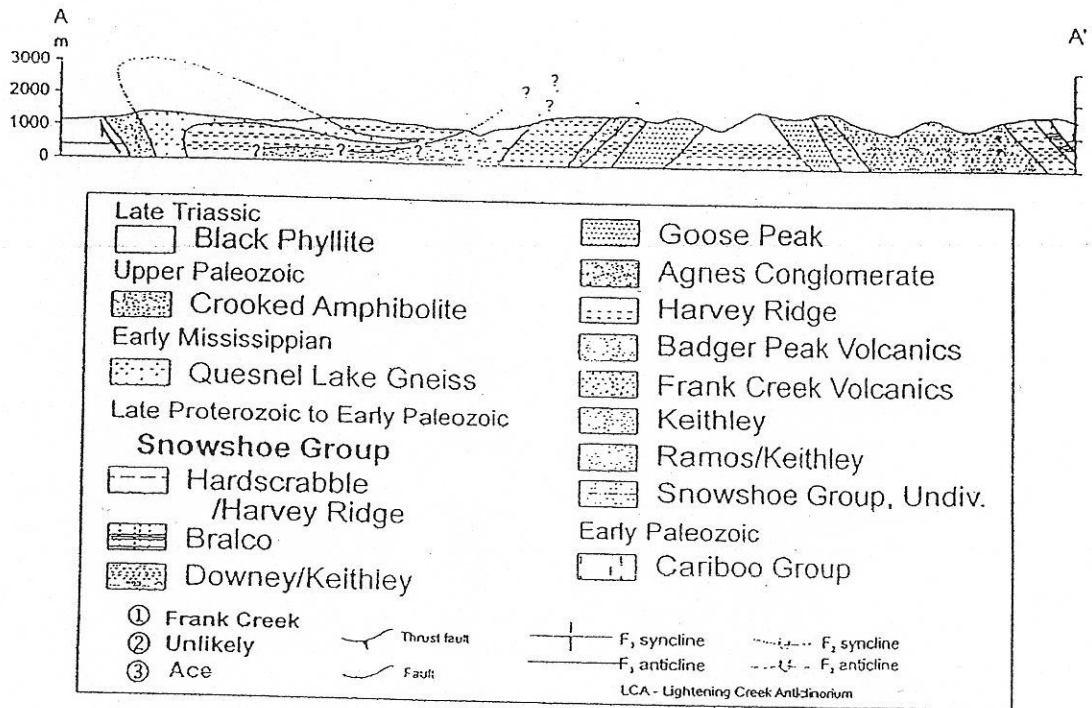 A
A'
m
3000
2000
1000
0
?
?
?
?
?
?
Late Triassic
Black Phyllite
Upper Paleozoic
Crooked Amphibolite
Early Mississippian
Quesnel Lake Gneiss
Late Proterozoic to Early Paleozoic
Snowshoe Group
Hardscrabble
/Harvey Ridge
Bralco
Downey/Keithley
Goose Peak
Agnes Conglomerate
Harvey Ridge
Badger Peak Volcanics
Frank Creek Volcanics
Keithley
Ramos/Keithley
Snowshoe Group, Undiv.
Early Paleozoic
Cariboo Group
① Frank Creek
② Unlikely
③ Ace
Thrust fault
Fault
F₃ syncline
F₃ anticline
F₂ syncline
F₂ anticline
LCA - Lightening Creek Anticlinorium